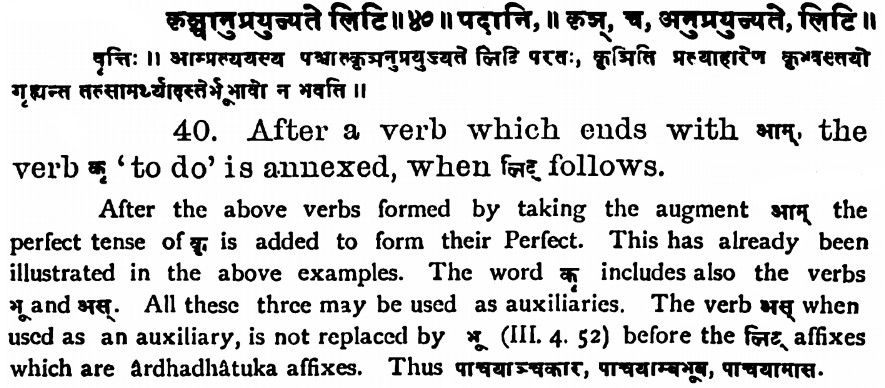 कृञ्चानुप्रयुज्यते लिटि ॥ ४० ॥ पदानि, ॥ कृञ्, च, अनुप्रयुज्यते, लिटि ॥
वृत्तिः ॥ आम्प्रत्ययस्य पश्चात्कृञनुप्रयुज्यते लिटि परतः, कृञिति प्रत्याहारेण कृभ्वस्तयो
गृह्यन्त तत्सामर्थ्यादस्तेर्भूभावो न भवति ॥
40. After a verb which ends with आम्, the
verb कृ 'to do' is annexed, when लिट् follows.
After the above verbs formed by taking the augment आम् the
perfect tense of कृ is added to form their Perfect. This has already been
illustrated in the above examples. The word कृ includes also the verbs
भू and अस्. All these three may be used as auxiliaries. The verb अस् when
used as an auxiliary, is not replaced by भू (III. 4. 52) before the लिट् affixes
which are ârdhadhâtuka affixes. Thus पाचयाञ्चकार, पाचयाम्बभूव, पाचयामास.